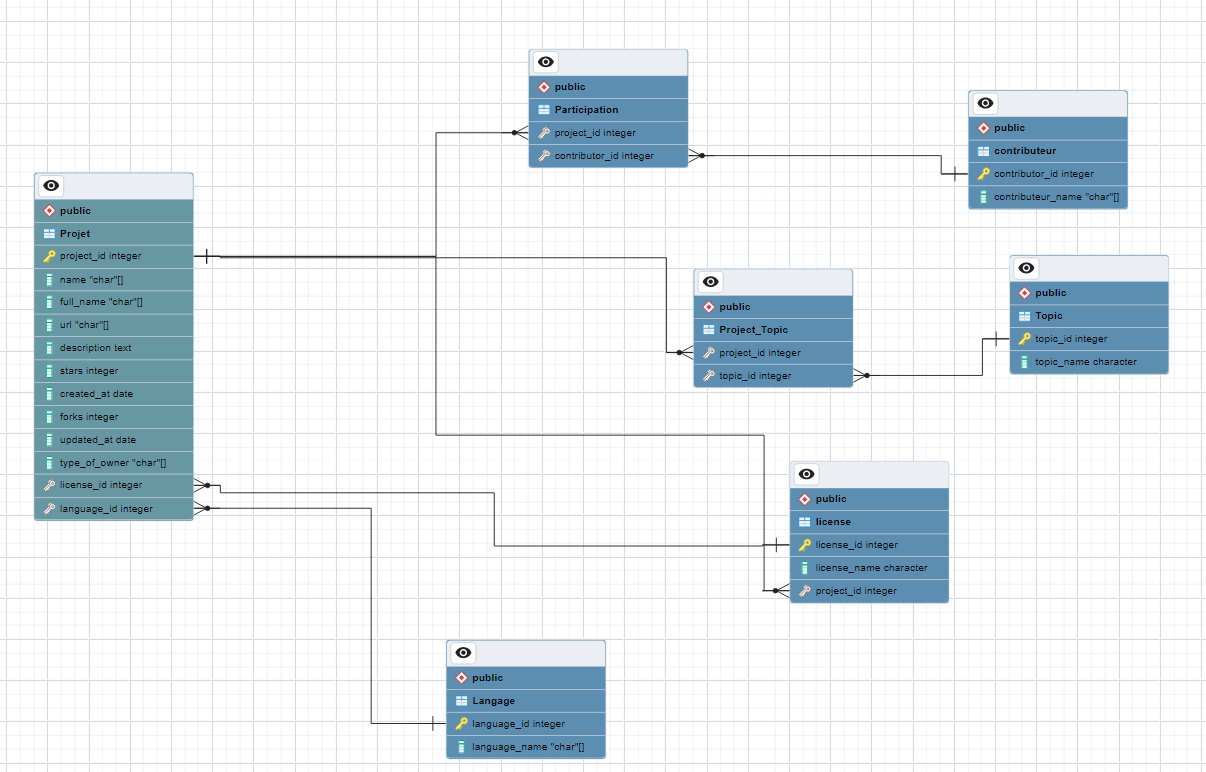 public
Participation
project_id integer
contributor_id integer
public
contributeur
contributor_id integer
contributeur_name "char"[]
public
Projet
project_id integer
name "char"[]
full_name "char"[]
url "char"[]
description text
stars integer
created_at date
forks integer
updated_at date
type_of_owner "char"[]
license_id integer
language_id integer
public
Project_Topic
project_id integer
topic_id integer
public
Topic
topic_id integer
topic_name character
public
license
license_id integer
license_name character
project_id integer
public
Langage
language_id integer
language_name "char"[]